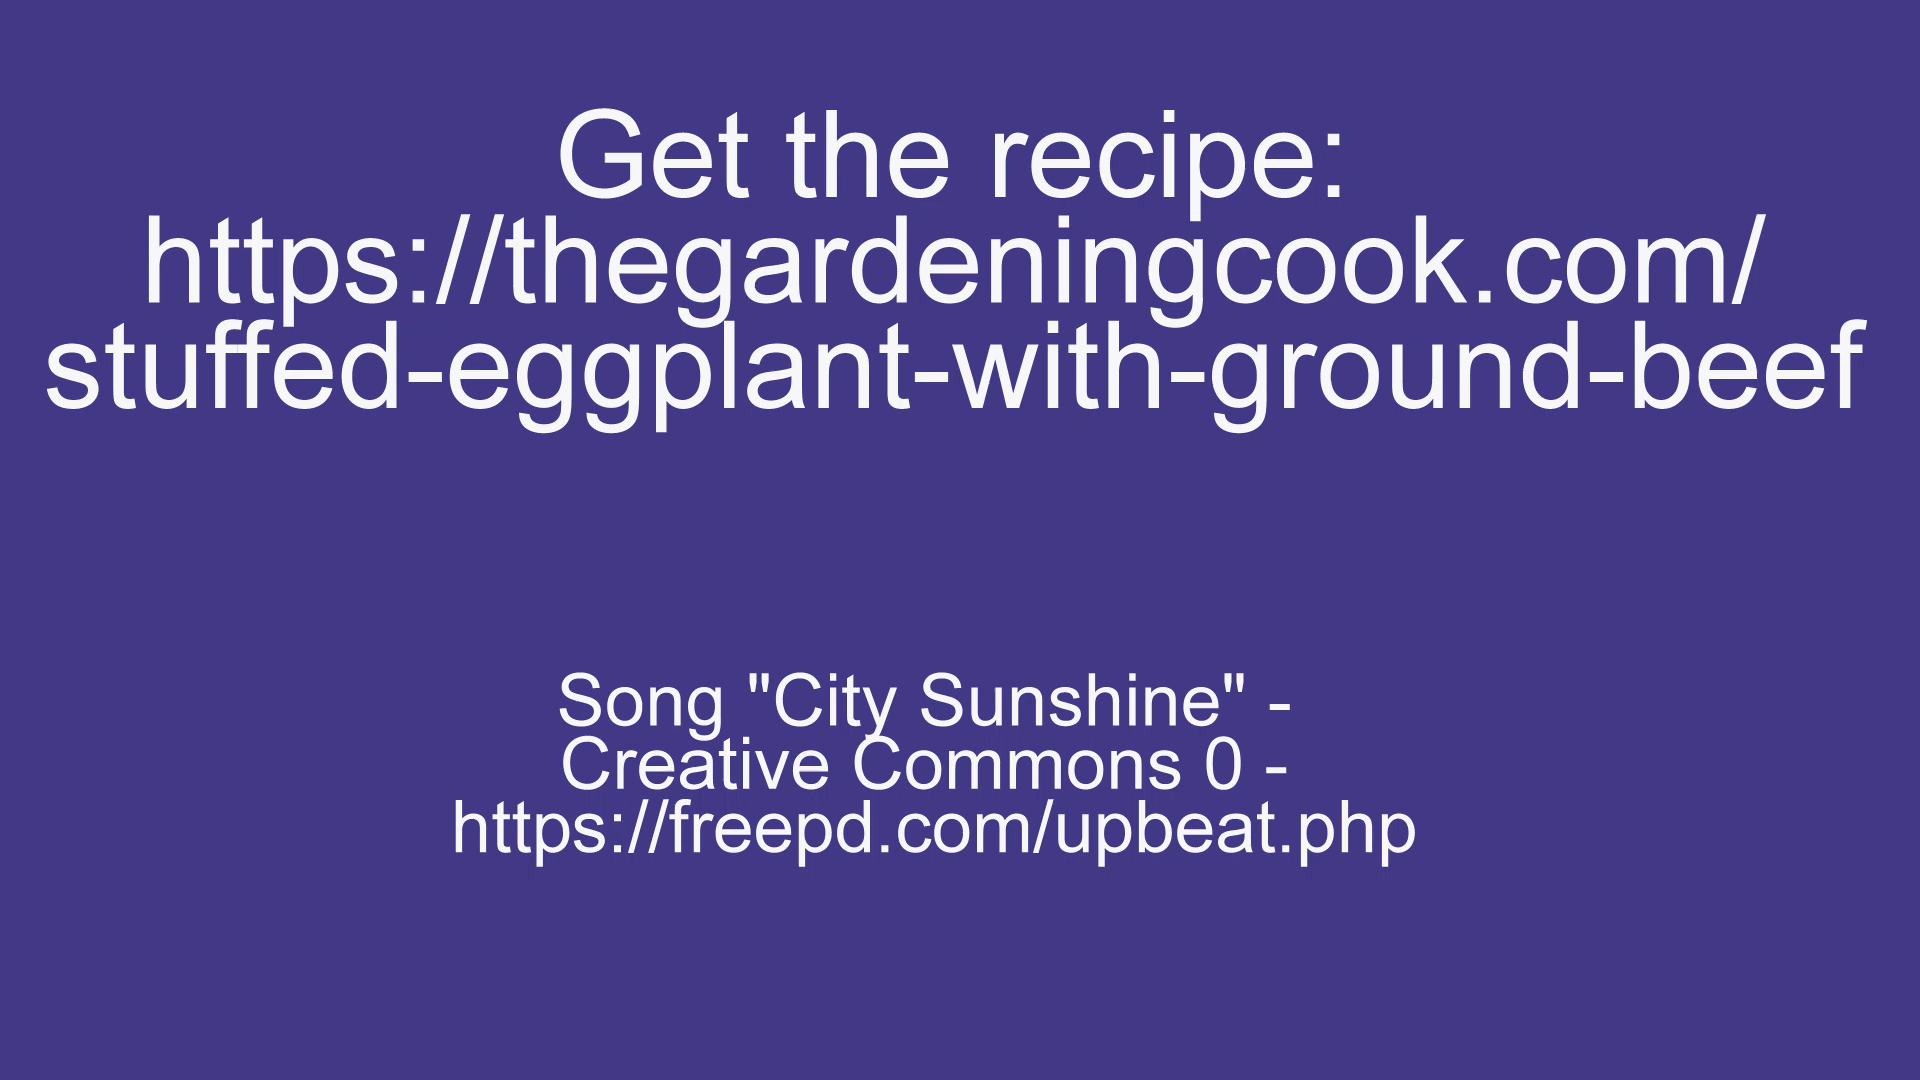 Get the recipe:
https://thegardeningcook.com/
stuffed-eggplant-with-ground-beef
Song "City Sunshine" -
Creative Commons 0 -
https://freepd.com/upbeat.php